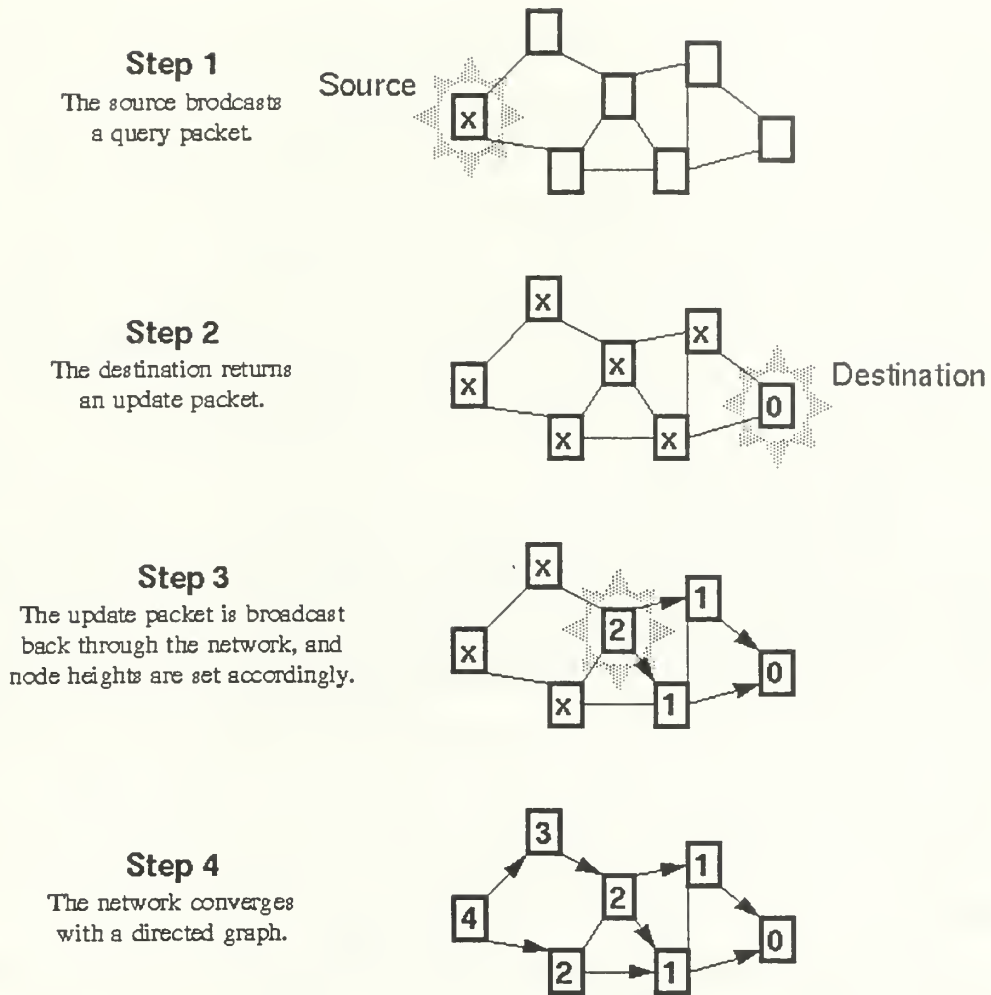 Step 1
The source brodcasts
a query packet.
Source
x
Step 2
The destination returns
an update packet.
x
x
x
x
x
x
0
Destination
Step 3
The update packet is broadcast
back through the network, and
node heights are set accordingly.
x
1
2
x
0
x
1
Step 4
The network converges
with a directed graph.
3
1
2
4
0
2
1